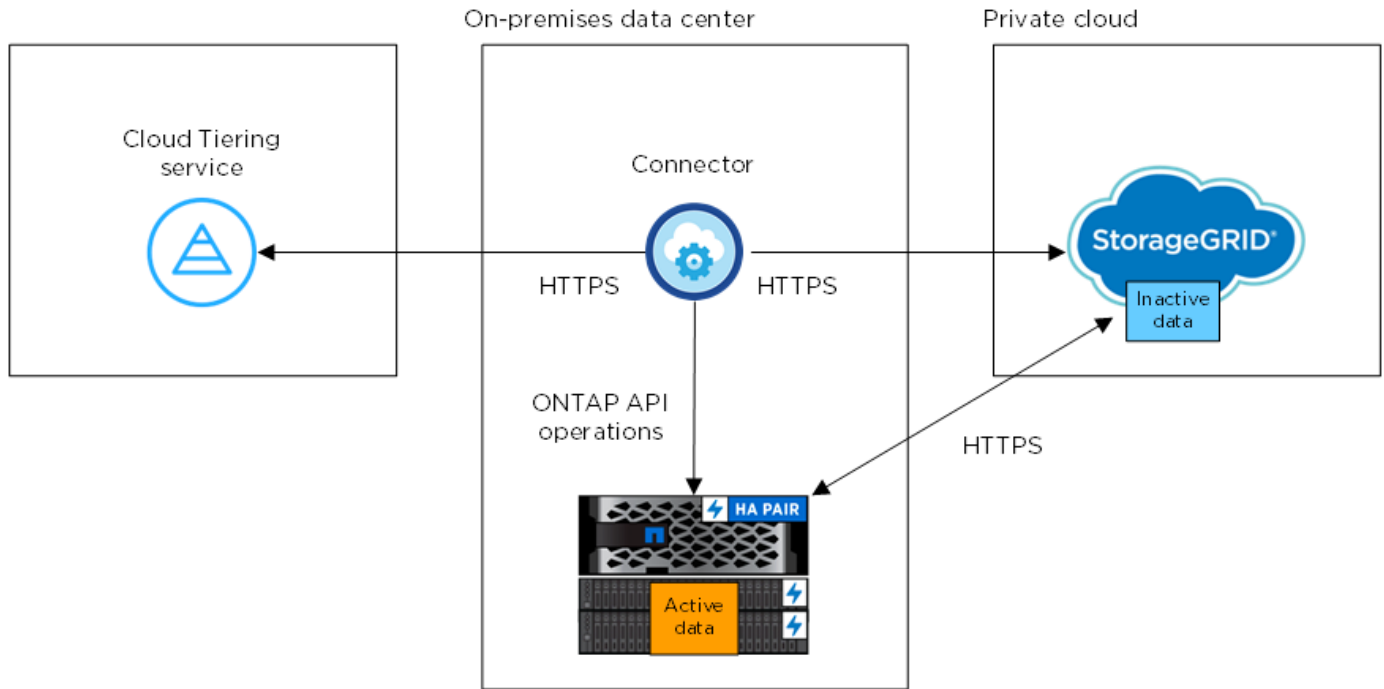 On-premises data center
Private cloud
Cloud Tiering
service
Connector
StorageGRID®
HTTPS
HTTPS
Inactive
data
ONTAP API
operations
HTTPS
HA PAIR
Active
data